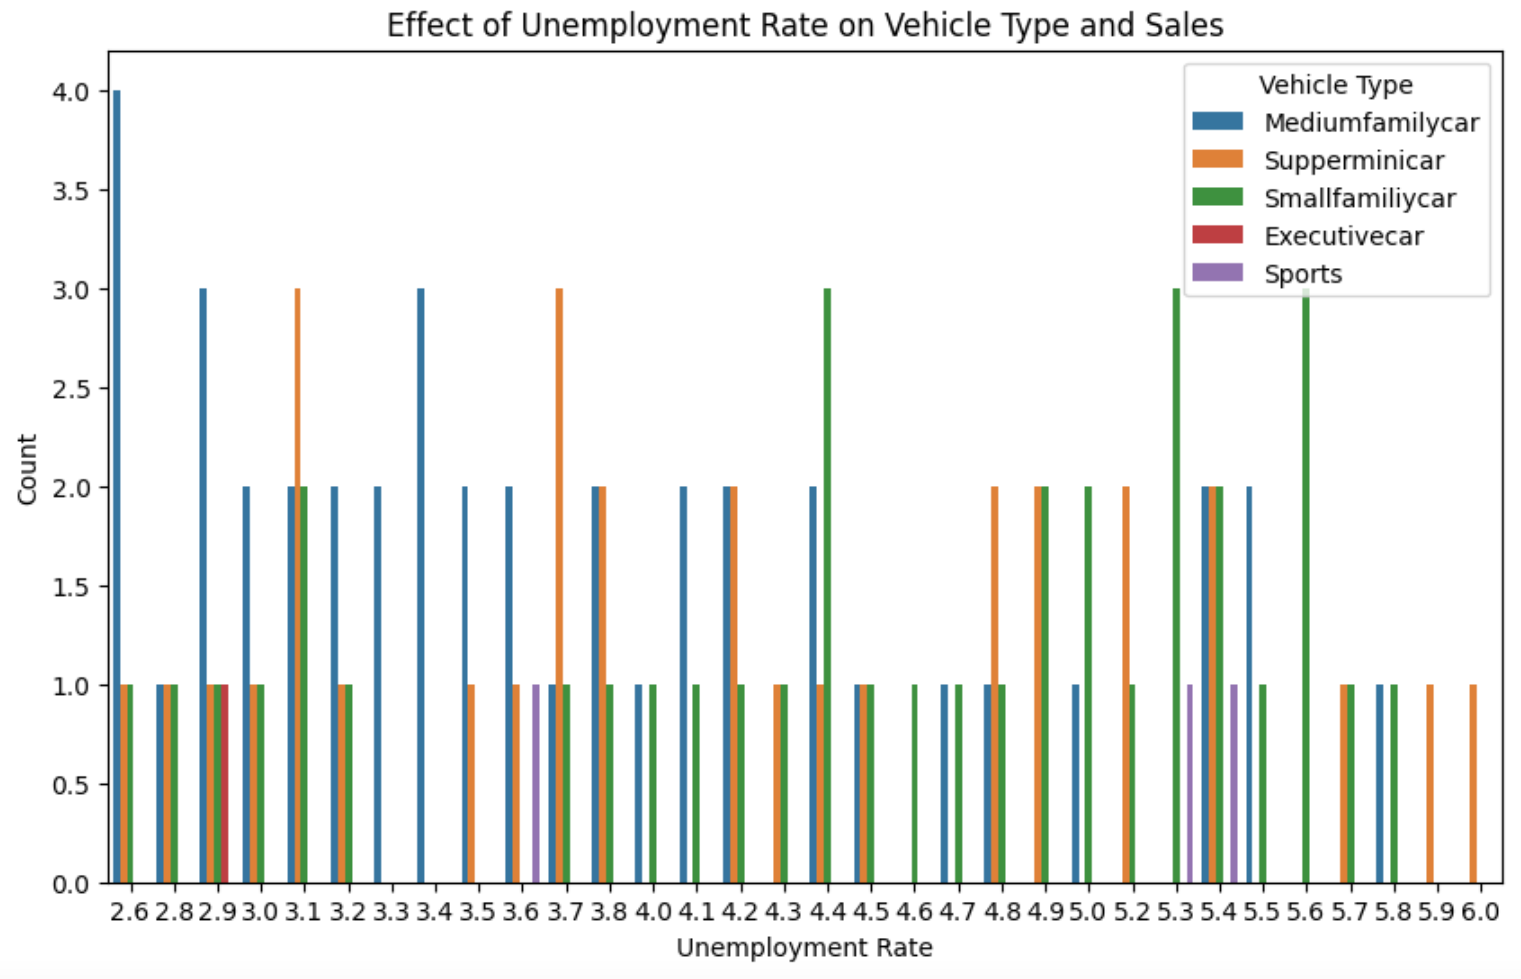 Effect of Unemployment Rate on Vehicle Type and Sales
Vehicle Type
Mediumfamilycar
Supperminicar
Smallfamiliycar
Executivecar
Sports
4.0
3.5
3.0
2.5
2.0
1.5
1.0
0.5
0.0
Count
2.6 2.8 2.9 3.0 3.1 3.2 3.3 3.4 3.5 3.6 3.7 3.8 4.0 4.1 4.2 4.3 4.4 4.5 4.6 4.7 4.8 4.9 5.0 5.2 5.3 5.4 5.5 5.6 5.7 5.8 5.9 6.0
Unemployment Rate